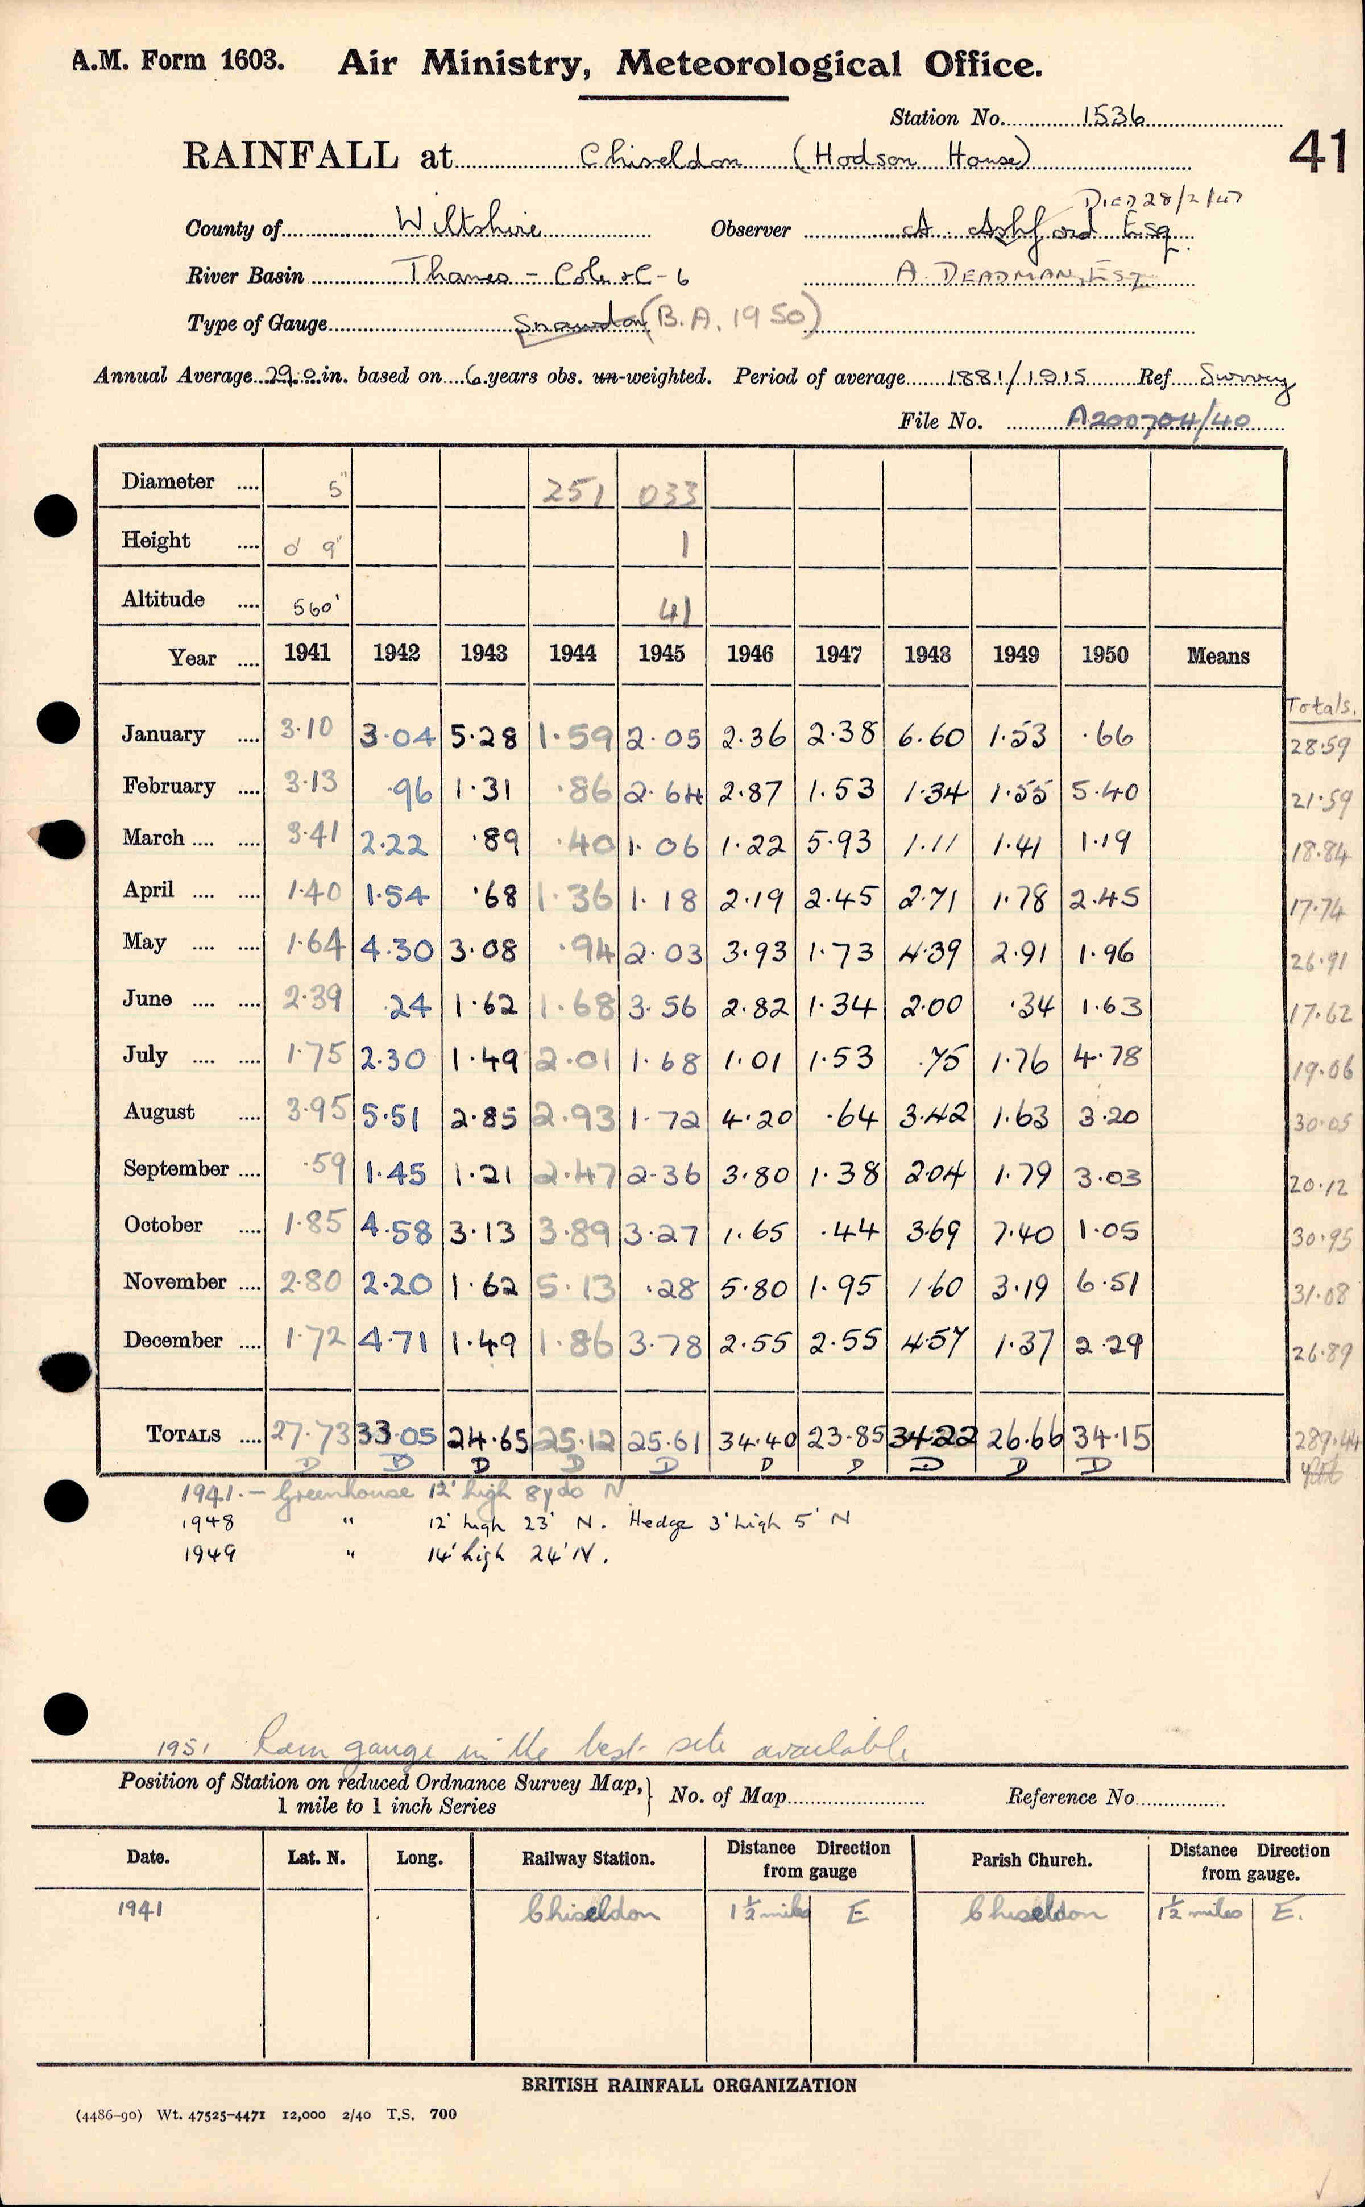 A.M. Form 1603. Air Ministry, Meteorological Office.
Station No. 1536
41
RAINFALL at Chiseldon (Hodson House)
DIED 28/2/47
County of Wiltshire Observer A. Ashford Esq.
River Basin Thames - Cole &c - 6 A. DEADMAN, ESQ
Type of Gauge Snowdon (B.A. 1950)
Annual Average 29.0 in. based on 6 years obs. un-weighted. Period of average 1881/1915 Ref Survey
File No. A200704/40
Diameter .... 5" 251 033
Height .... 0' 9" 1
Altitude .... 560' 41
Year .... 1941 1942 1943 1944 1945 1946 1947 1948 1949 1950 Means
Totals.
January .... 3.10 3.04 5.28 1.59 2.05 2.36 2.38 6.60 1.53 .66 28.59
February .... 3.13 .96 1.31 .86 2.64 2.87 1.53 1.34 1.55 5.40 21.59
March .... .... 3.41 2.22 .89 .40 1.06 1.22 5.93 1.11 1.41 1.19 18.84
April .... .... 1.40 1.54 .68 1.36 1.18 2.19 2.45 2.71 1.78 2.45 17.74
May .... .... 1.64 4.30 3.08 .94 2.03 3.93 1.73 4.39 2.91 1.96 26.91
June .... .... 2.39 .24 1.62 1.68 3.56 2.82 1.34 2.00 .34 1.63 17.62
July .... .... 1.75 2.30 1.49 2.01 1.68 1.01 1.53 .75 1.76 4.78 19.06
August .... 3.95 5.51 2.85 2.93 1.72 4.20 .64 3.42 1.63 3.20 30.05
September .... .59 1.45 1.21 2.47 2.36 3.80 1.38 2.04 1.79 3.03 20.12
October .... 1.85 4.58 3.13 3.89 3.27 1.65 .44 3.69 7.40 1.05 30.95
November .... 2.80 2.20 1.62 5.13 .28 5.80 1.95 1.60 3.19 6.51 31.08
December .... 1.72 4.71 1.49 1.86 3.78 2.55 2.55 4.57 1.37 2.29 26.89
TOTALS .... 27.73 33.05 24.65 25.12 25.61 34.40 23.85 34.22 26.66 34.15 289.44
D D D D D D D D D D
1941. - Greenhouse 12' high 8 yds N
1948 " 12' high 23' N. Hedge 3' high 5' N
1949 " 14' high 24' N.
1951 Rain gauge in the best site available
Position of Station on reduced Ordnance Survey Map, No. of Map Reference No
1 mile to 1 inch Series
Date. Lat. N. Long. Railway Station. Distance Direction from gauge Parish Church. Distance Direction from gauge.
1941 Chiseldon 1½ miles E Chiseldon 1½ miles E.
BRITISH RAINFALL ORGANIZATION
(4486-90) Wt. 47525-4471 12,000 2/40 T.S. 700